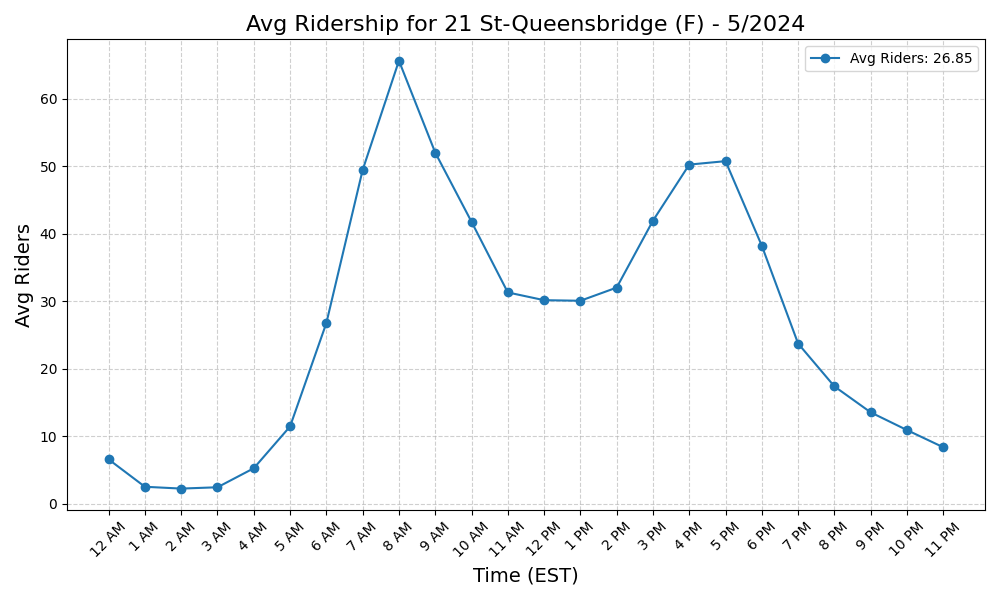 Avg Ridership for 21 St-Queensbridge (F) - 5/2024
Avg Riders: 26.85
Avg Riders
60
50
40
30
20
10
0
12 AM
1 AM
2 AM
3 AM
4 AM
5 AM
6 AM
7 AM
8 AM
9 AM
10 AM
11 AM
12 PM
1 PM
2 PM
3 PM
4 PM
5 PM
6 PM
7 PM
8 PM
9 PM
10 PM
11 PM
Time (EST)